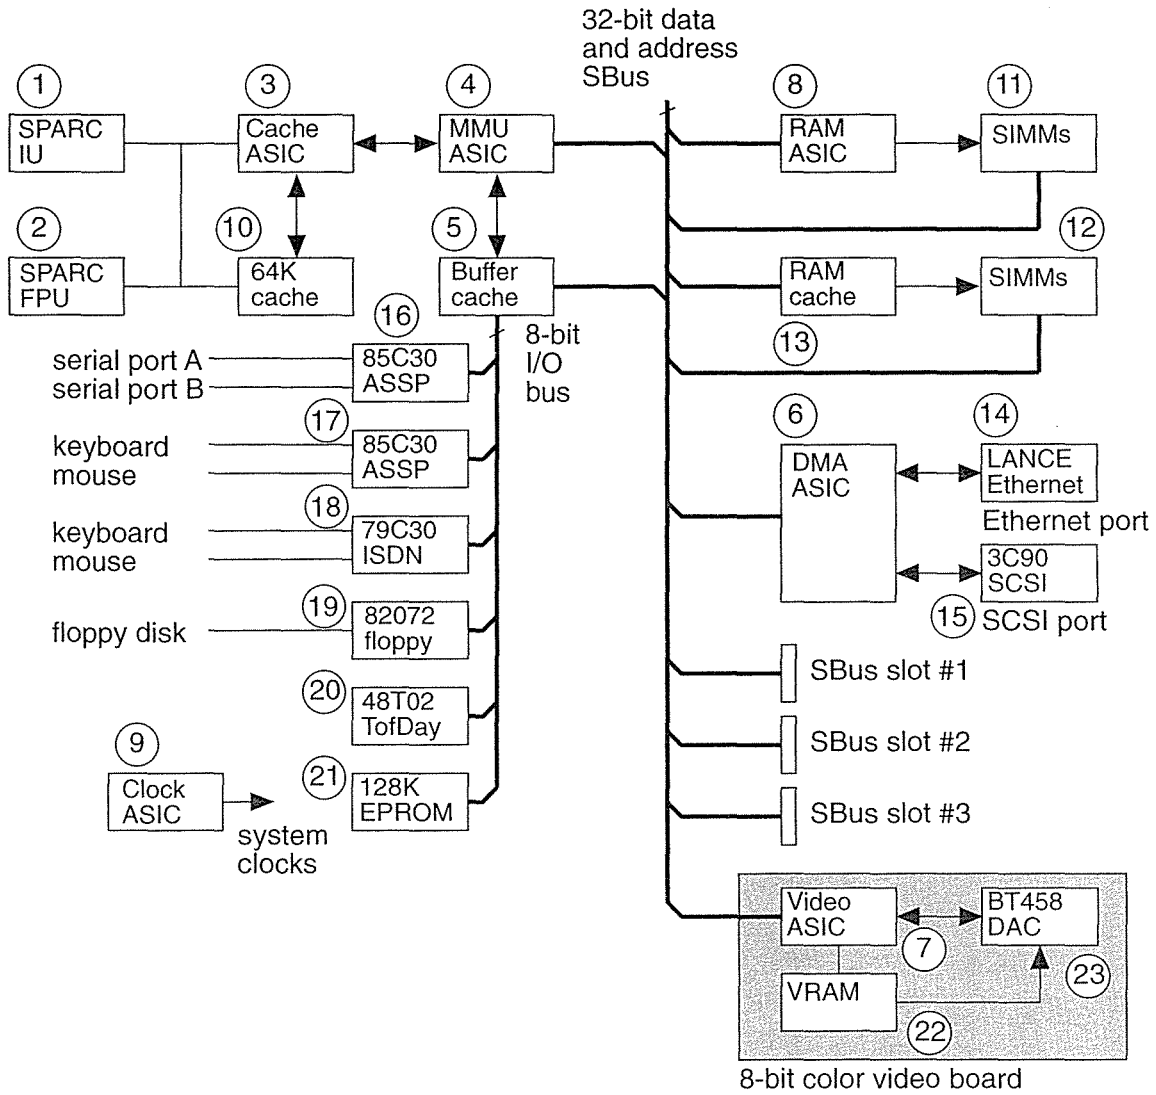 32-bit data
and address
SBus
1
SPARC
IU
3
Cache
ASIC
4
MMU
ASIC
8
RAM
ASIC
11
SIMMs
2
SPARC
FPU
10
64K
cache
5
Buffer
cache
RAM
cache
13
12
SIMMs
8-bit
I/O
bus
serial port A
serial port B
16
85C30
ASSP
keyboard
mouse
17
85C30
ASSP
keyboard
mouse
18
79C30
ISDN
floppy disk
19
82072
floppy
20
48T02
TofDay
21
128K
EPROM
9
Clock
ASIC
system
clocks
6
DMA
ASIC
14
LANCE
Ethernet
Ethernet port
3C90
SCSI
15
SCSI port
SBus slot #1
SBus slot #2
SBus slot #3
Video
ASIC
7
BT458
DAC
23
VRAM
22
8-bit color video board